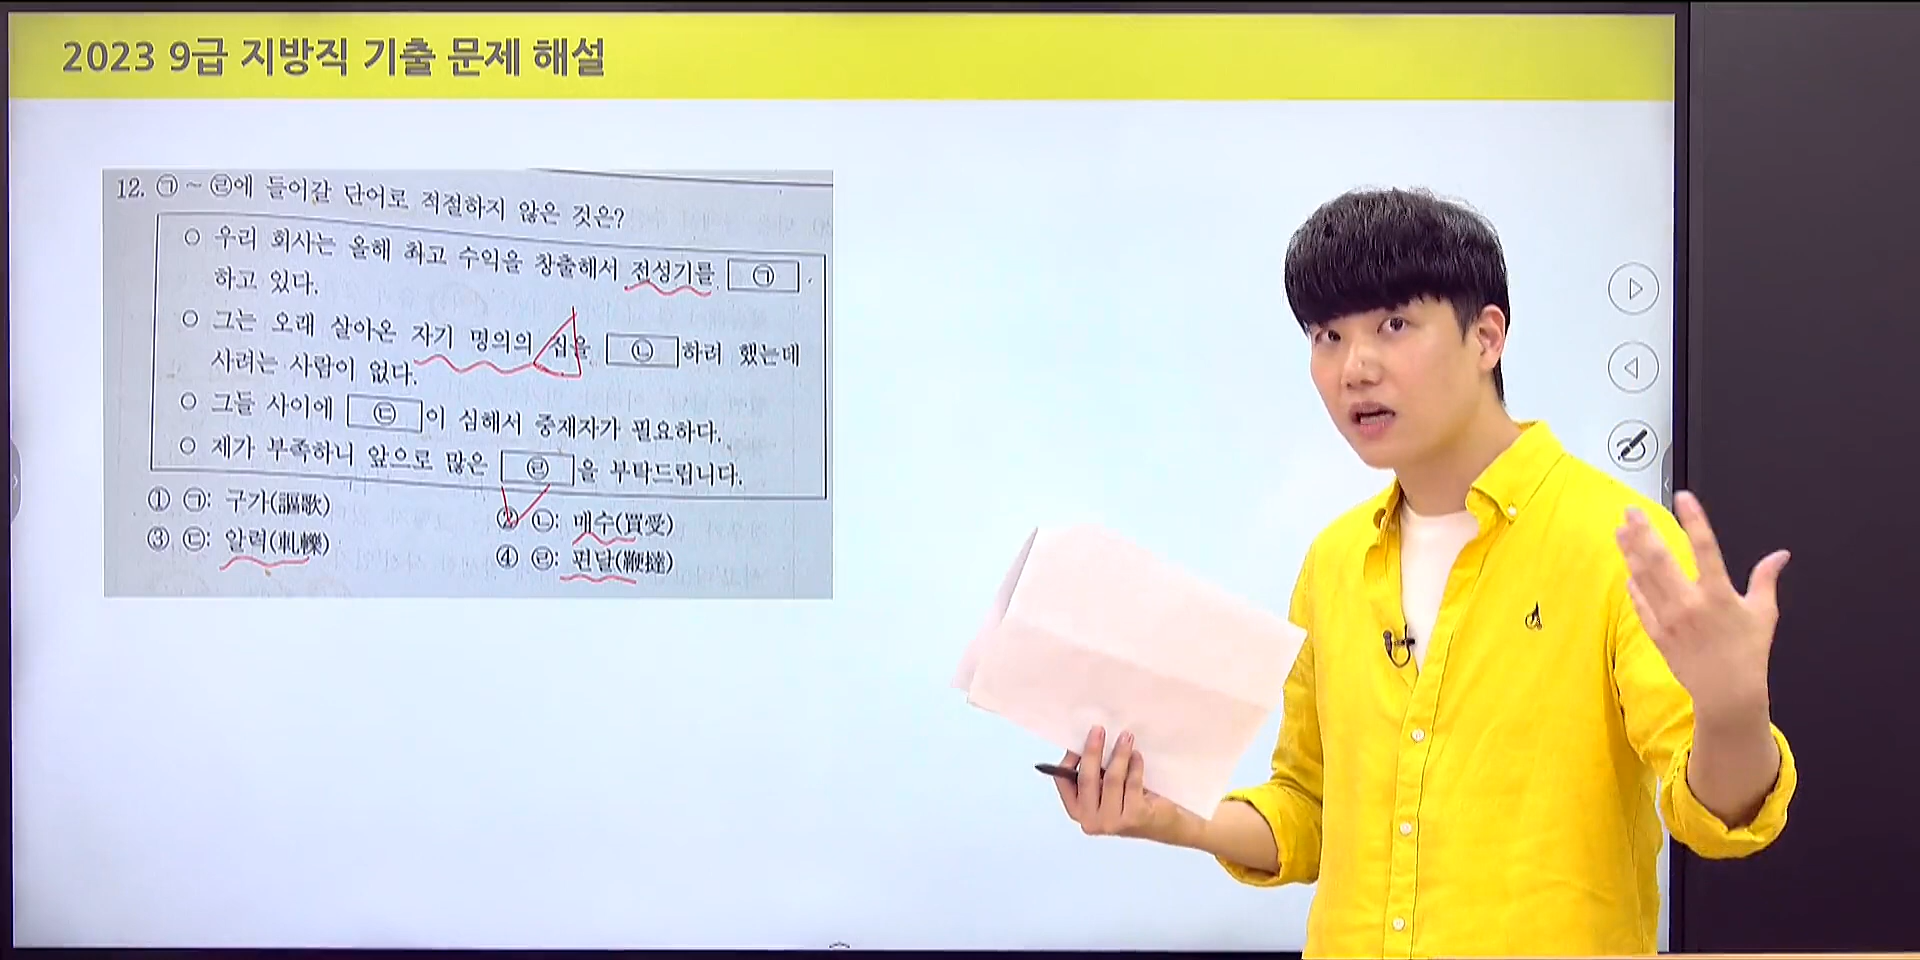 2023 9급 지방직 기출 문제 해설
12. ㉠ ~ ㉣에 들어갈 단어로 적절하지 않은 것은?
○ 우리 회사는 올해 최고 수익을 창출해서 전성기를 ㉠
하고 있다.
○ 그는 오래 살아온 자기 명의의 집을 ㉡하려 했는데
사려는 사람이 없다.
○ 그들 사이에 ㉢이 심해서 중재자가 필요하다.
○ 제가 부족하니 앞으로 많은 ㉣을 부탁드립니다.
① ㉠: 구가(謳歌)
② ㉡: 매수(買受)
③ ㉢: 알력(軋轢)
④ ㉣: 편달(鞭撻)